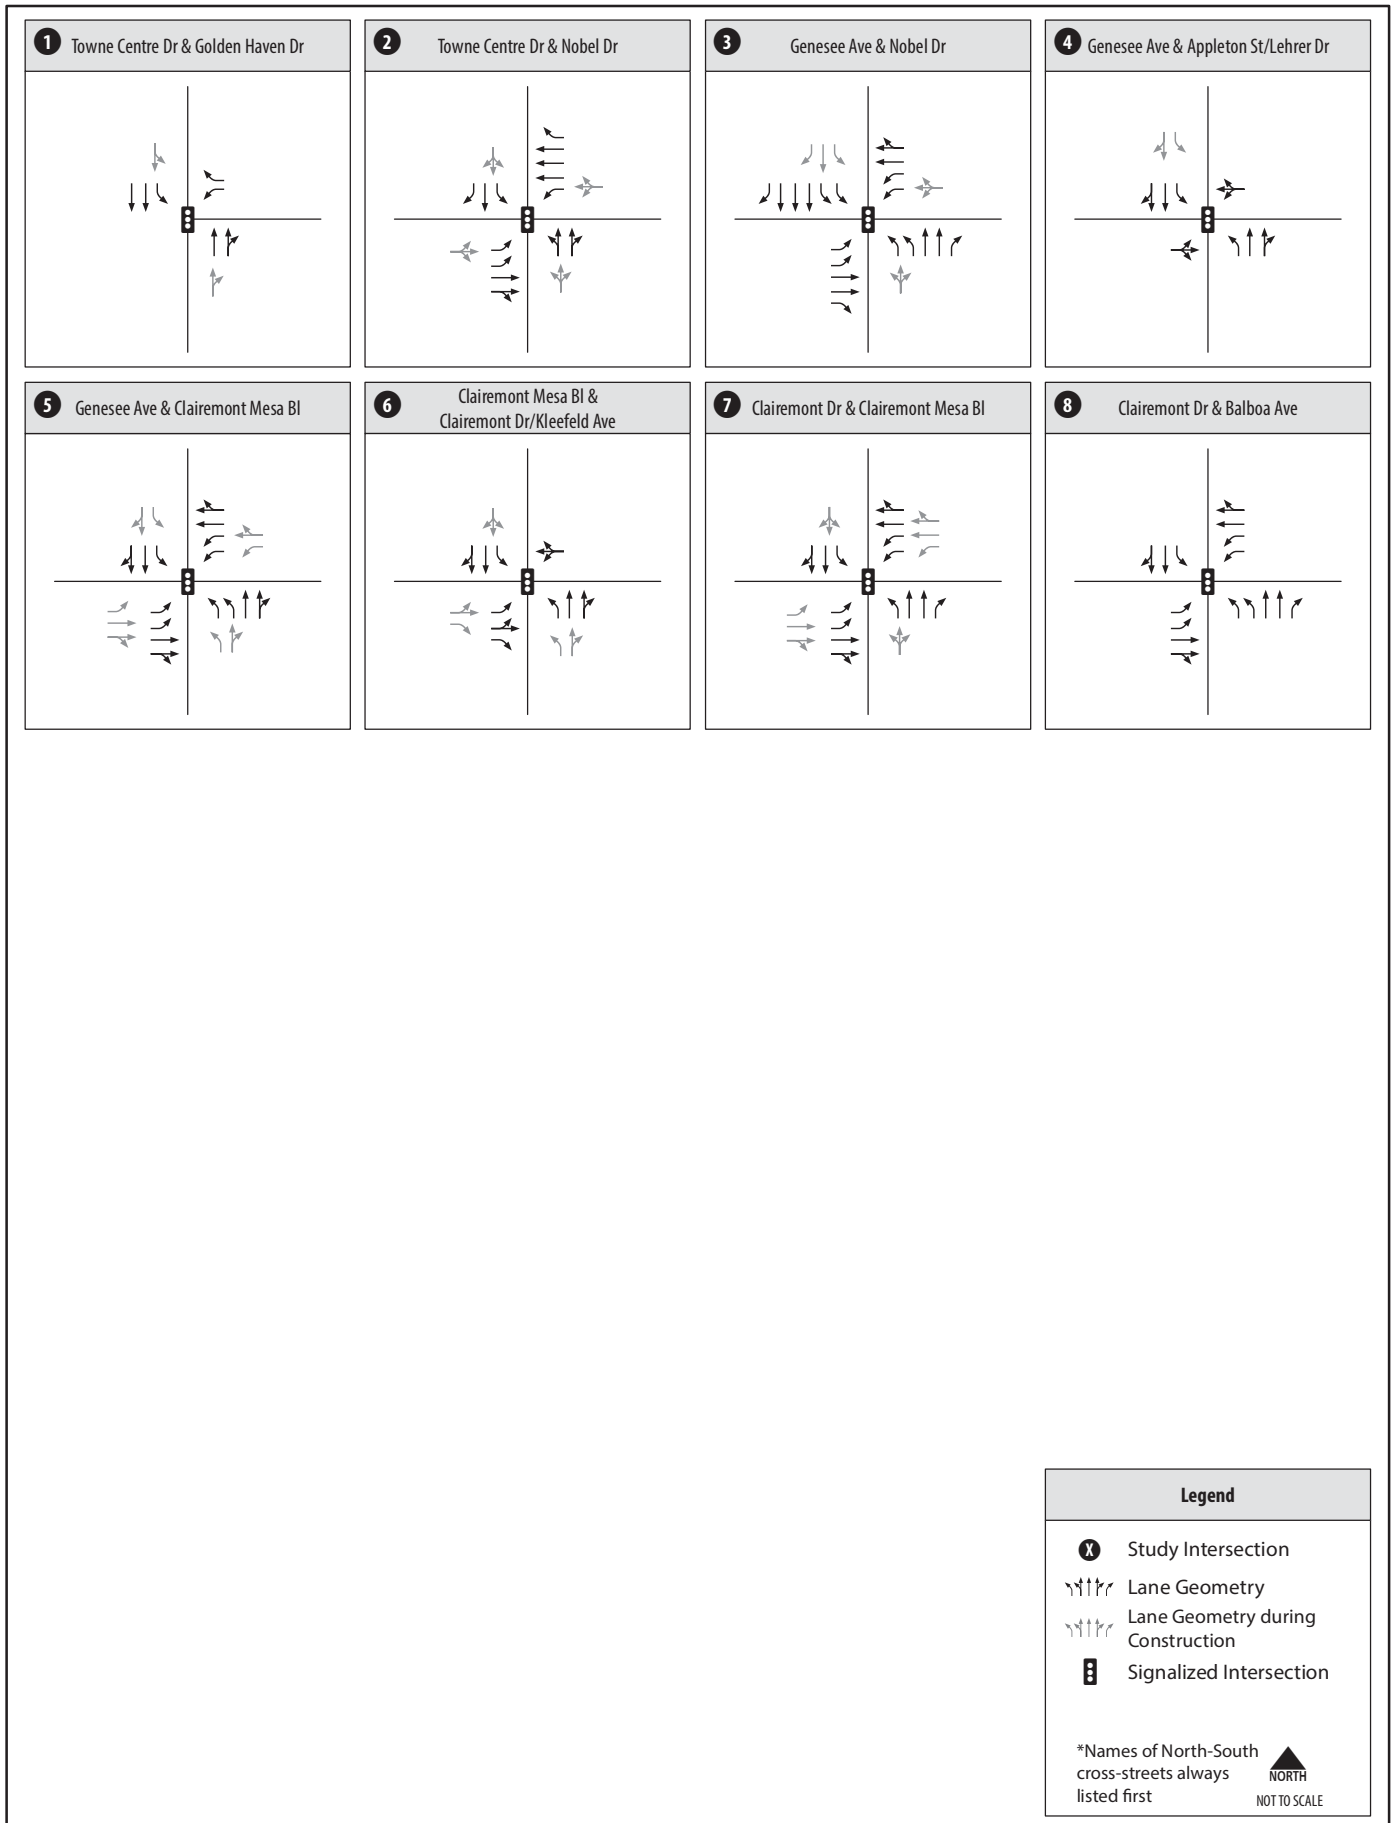 1 Towne Centre Dr & Golden Haven Dr
2 Towne Centre Dr & Nobel Dr
3 Genesee Ave & Nobel Dr
4 Genesee Ave & Appleton St/Lehrer Dr
5 Genesee Ave & Clairemont Mesa Bl
6 Clairemont Mesa Bl &
Clairemont Dr/Kleefeld Ave
7 Clairemont Dr & Clairemont Mesa Bl
8 Clairemont Dr & Balboa Ave
Legend
X Study Intersection
Lane Geometry
Lane Geometry during
Construction
Signalized Intersection
*Names of North-South
cross-streets always
listed first
NORTH
NOT TO SCALE